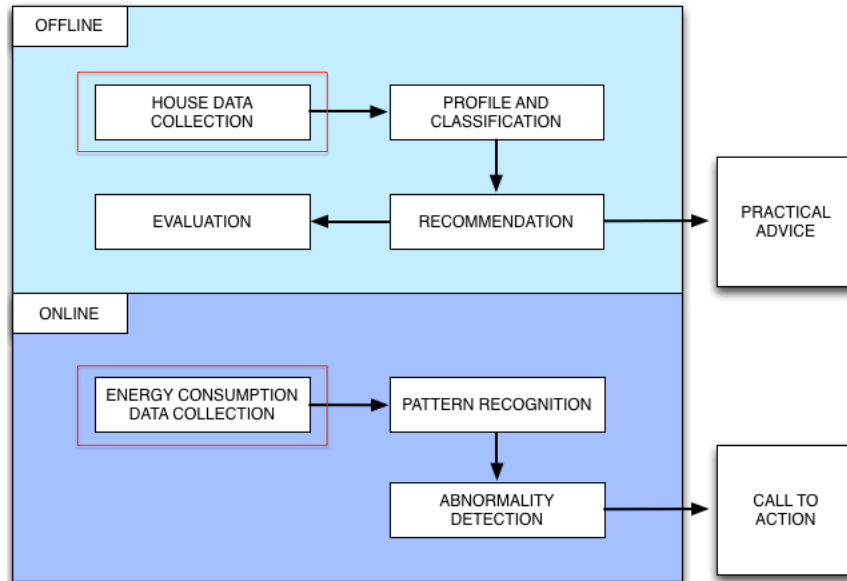 OFFLINE
HOUSE DATA
COLLECTION
PROFILE AND
CLASSIFICATION
EVALUATION
RECOMMENDATION
PRACTICAL
ADVICE
ONLINE
ENERGY CONSUMPTION
DATA COLLECTION
PATTERN RECOGNITION
ABNORMALITY
DETECTION
CALL TO
ACTION